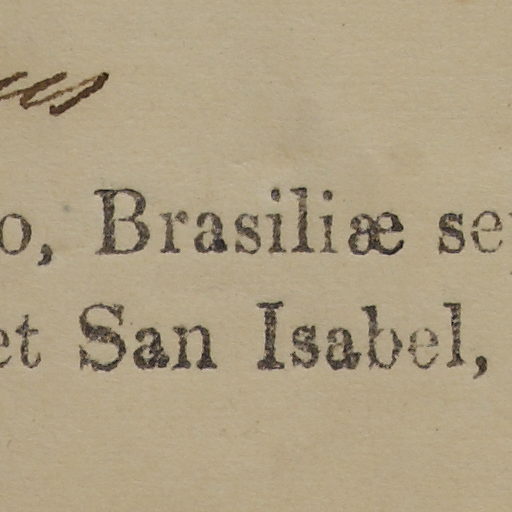 o, Brasiliæ se
et San Isabel,